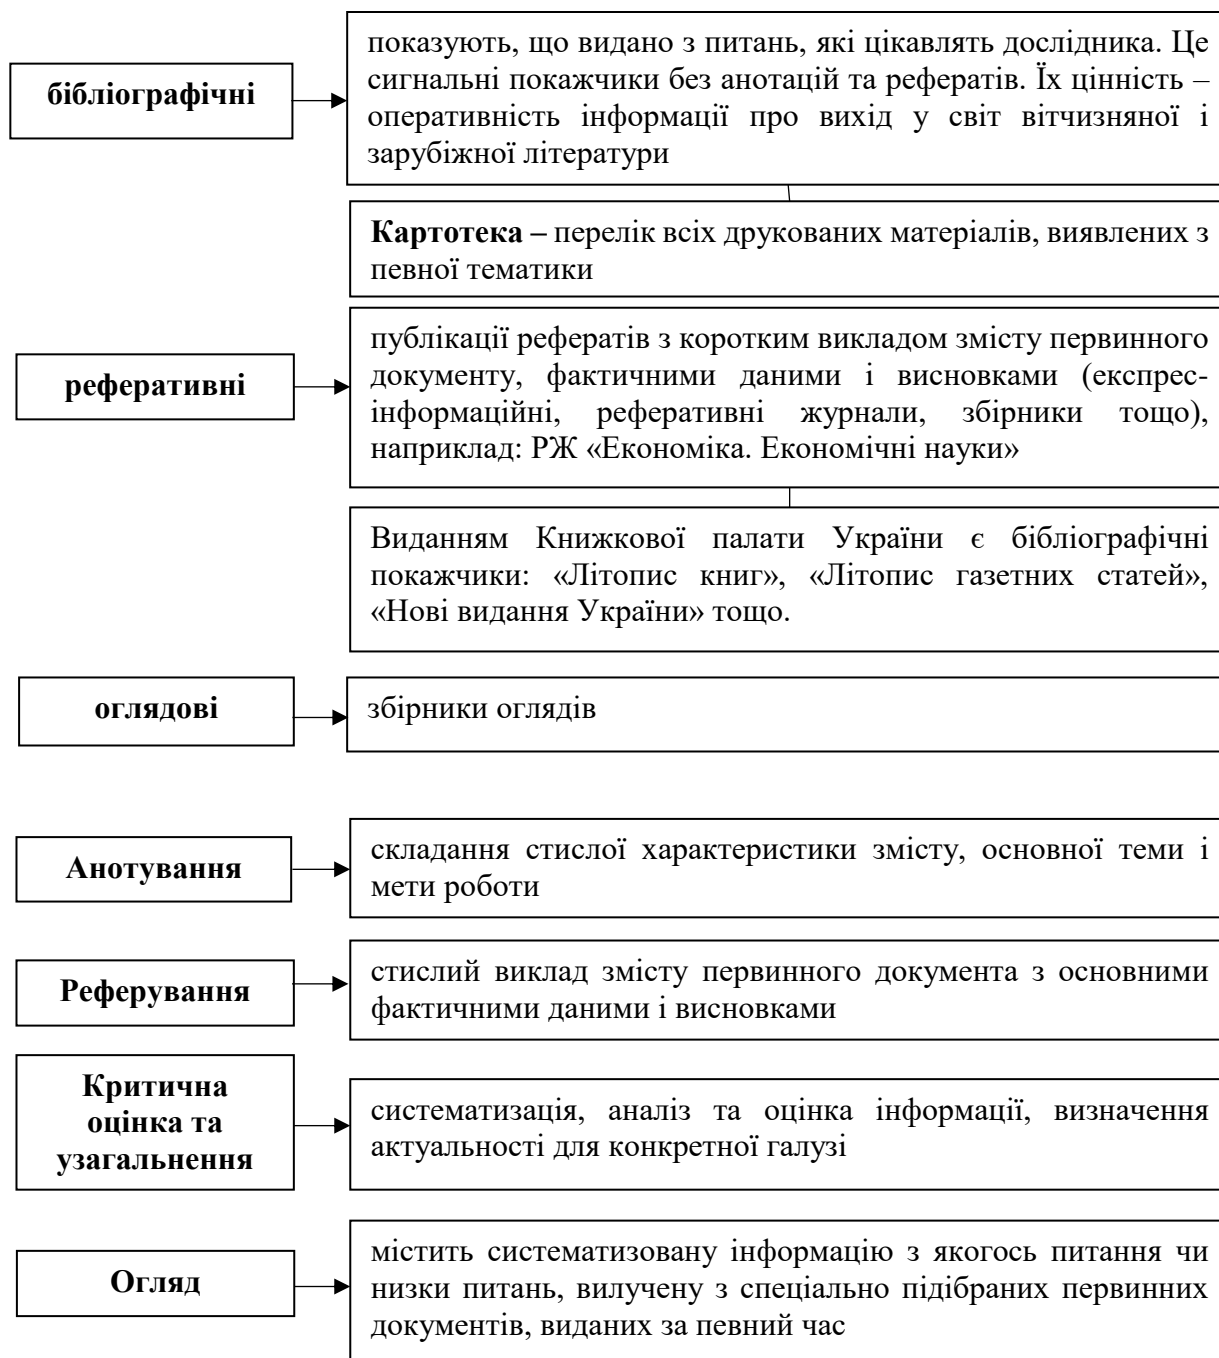 бібліографічні
показують, що видано з питань, які цікавлять дослідника. Це
сигнальні покажчики без анотацій та рефератів. Їх цінність –
оперативність інформації про вихід у світ вітчизняної і
зарубіжної літератури
Картотека – перелік всіх друкованих матеріалів, виявлених з
певної тематики
реферативні
публікації рефератів з коротким викладом змісту первинного
документу, фактичними даними і висновками (експрес-
інформаційні, реферативні журнали, збірники тощо),
наприклад: РЖ «Економіка. Економічні науки»
Виданням Книжкової палати України є бібліографічні
покажчики: «Літопис книг», «Літопис газетних статей»,
«Нові видання України» тощо.
оглядові
збірники оглядів
Анотування
складання стислої характеристики змісту, основної теми і
мети роботи
Реферування
стислий виклад змісту первинного документа з основними
фактичними даними і висновками
Критична
оцінка та
узагальнення
систематизація, аналіз та оцінка інформації, визначення
актуальності для конкретної галузі
Огляд
містить систематизовану інформацію з якогось питання чи
низки питань, вилучену з спеціально підібраних первинних
документів, виданих за певний час